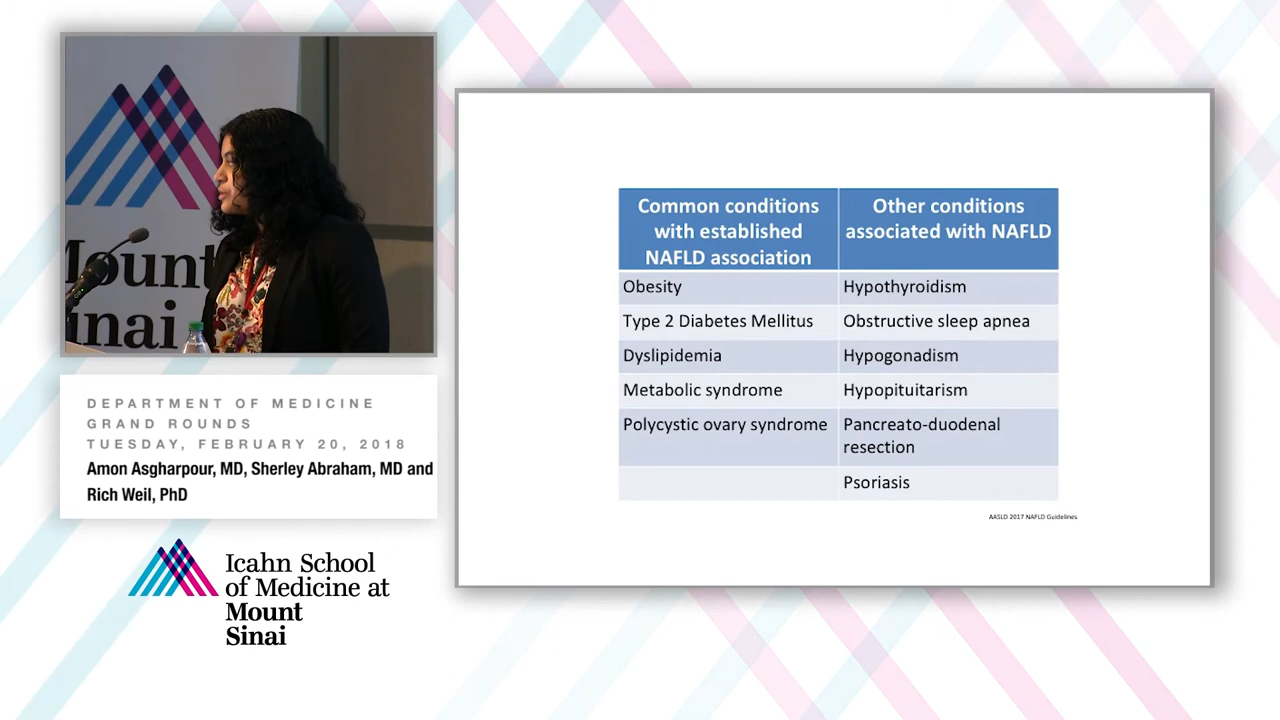 Mount
Sinai
DEPARTMENT OF MEDICINE
GRAND ROUNDS
TUESDAY, FEBRUARY 20, 2018
Amon Asgharpour, MD, Sherley Abraham, MD and
Rich Weil, PhD
Icahn School
of Medicine at
Mount
Sinai
Common conditions
with established
NAFLD association
Other conditions
associated with NAFLD
Obesity
Hypothyroidism
Type 2 Diabetes Mellitus
Obstructive sleep apnea
Dyslipidemia
Hypogonadism
Metabolic syndrome
Hypopituitarism
Polycystic ovary syndrome
Pancreato-duodenal
resection
Psoriasis
AASLD 2017 NAFLD Guidelines